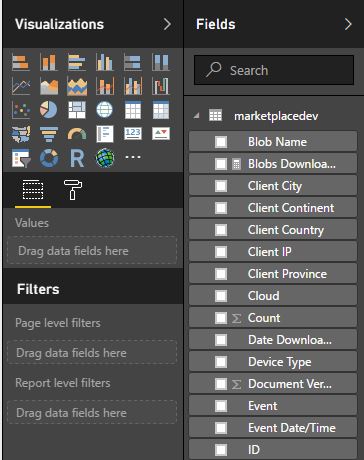 Visualizations
R
123
Values
Drag data fields here
Filters
Page level filters
Drag data fields here
Report level filters
Drag data fields here
Fields
Search
marketplacedev
Blob Name
Blobs Downloa...
Client City
Client Continent
Client Country
Client IP
Client Province
Cloud
Σ Count
Date Downloa...
Device Type
Σ Document Ver...
Event
Event Date/Time
ID